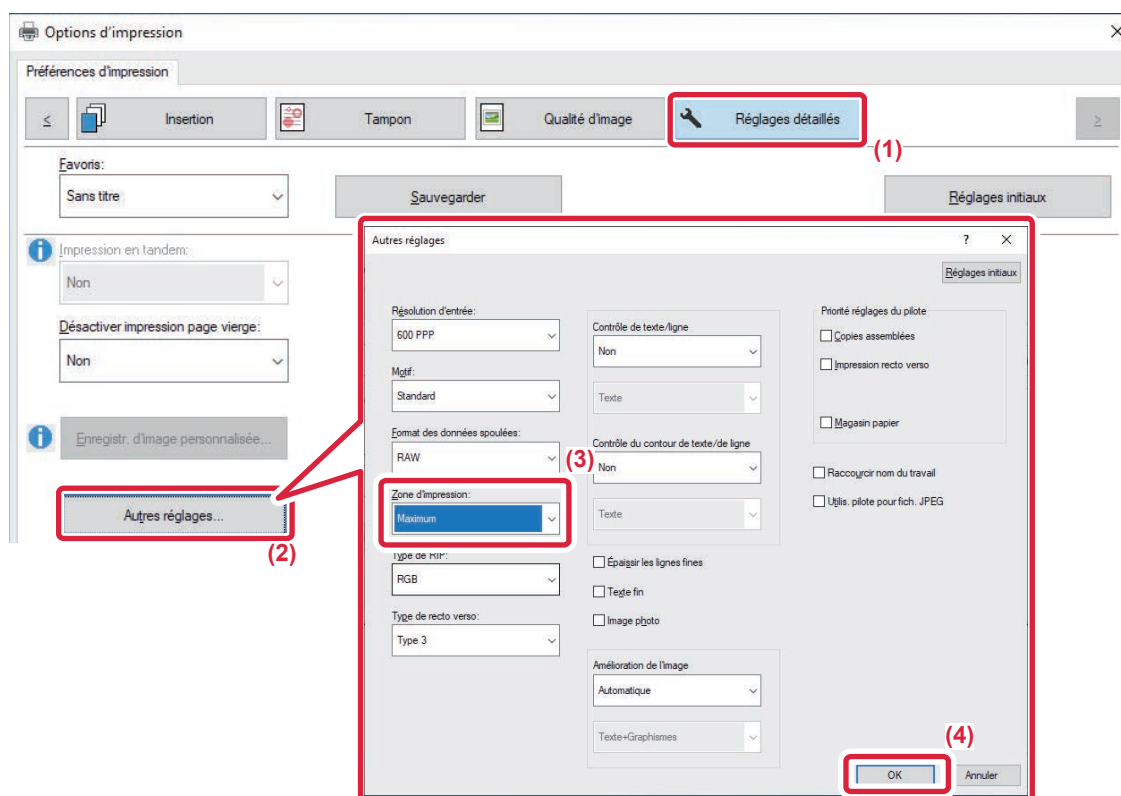 Options d'impression
Préférences d'impression
<
Insertion
Tampon
Qualité d'image
Réglages détaillés
>
(1)
Favoris:
Sans titre
Sauvegarder
Réglages initiaux
Impression en tandem:
Non
Désactiver impression page vierge:
Non
Enregistr. d'image personnalisée...
Autres réglages...
(2)
Autres réglages
?
Réglages initiaux
Résolution d'entrée:
600 PPP
Motif:
Standard
Format des données spoulées:
RAW
(3)
Zone d'impression:
Maximum
Type de RIP:
RGB
Type de recto verso:
Type 3
Contrôle de texte/ligne
Non
Texte
Contrôle du contour de texte/de ligne
Non
Texte
Épaissir les lignes fines
Texte fin
Image photo
Amélioration de l'image
Automatique
Texte+Graphismes
Priorité réglages du pilote
Copies assemblées
Impression recto verso
Magasin papier
Raccourcir nom du travail
Utilis. pilote pour fich. JPEG
(4)
OK
Annuler